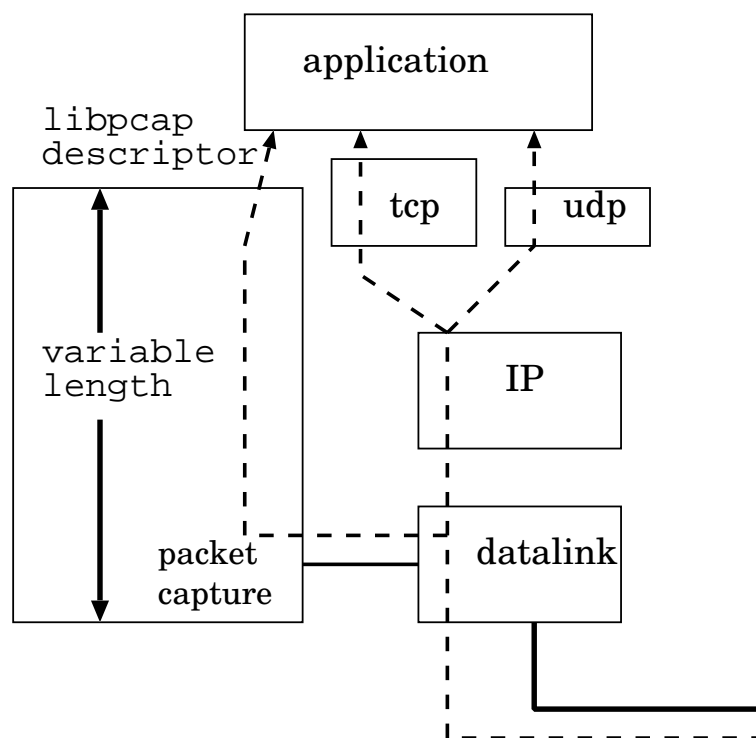 application
libpcap
descriptor
tcp
udp
variable
length
IP
packet
capture
datalink